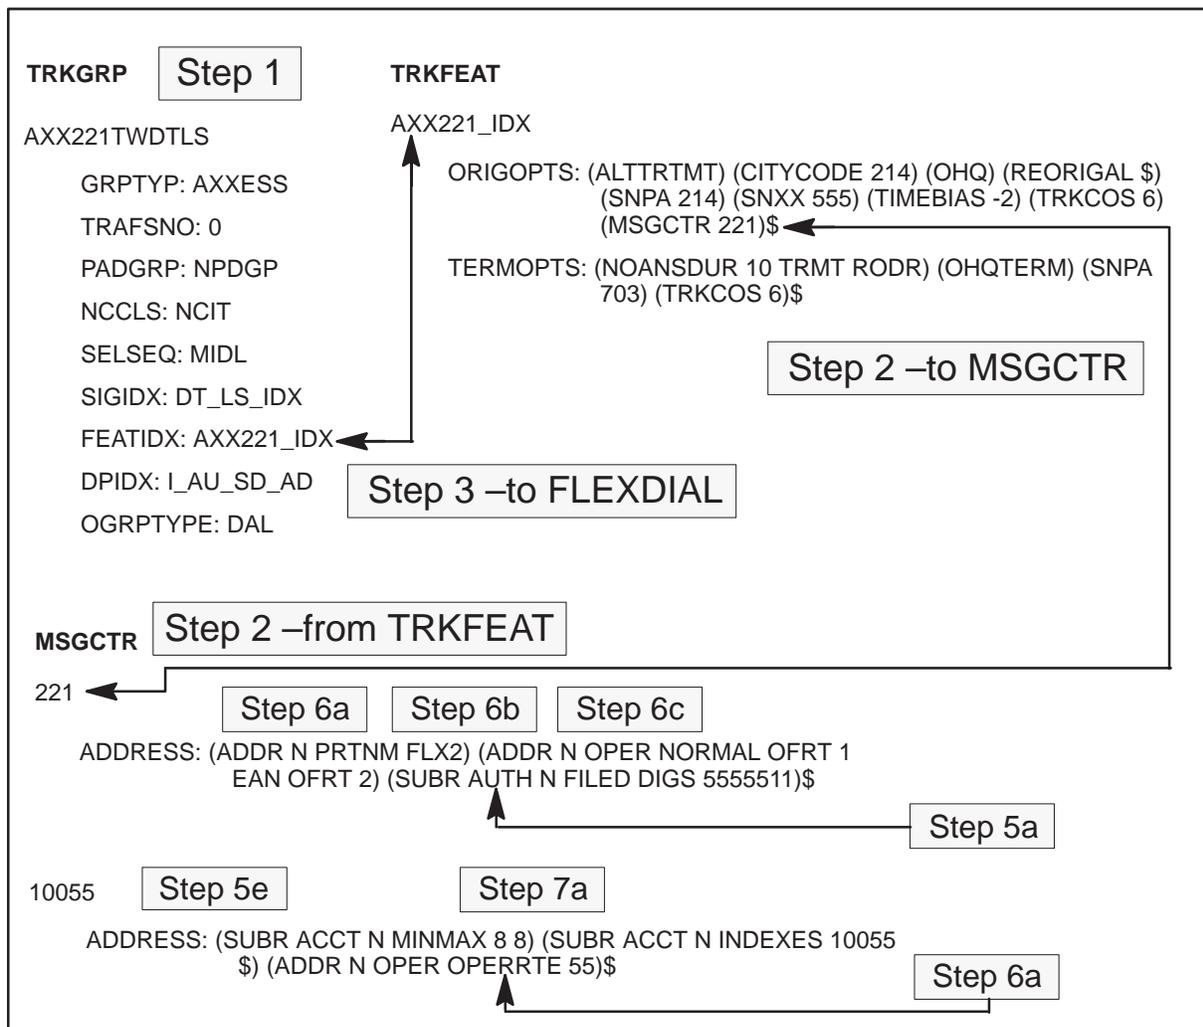 TRKGRP Step 1 TRKFEAT
AXX221TWDTLS
AXX221_IDX
GRPTYP: AXXESS
TRAFSNO: 0
PADGRP: NPDGP
NCCLS: NCIT
SELSEQ: MIDL
SIGIDX: DT_LS_IDX
FEATIDX: AXX221_IDX
DPIDX: I_AU_SD_AD
OGRPTYPE: DAL
ORIGOPTS: (ALTTRTMT) (CITYCODE 214) (OHQ) (REORIGAL $)
(SNPA 214) (SNXX 555) (TIMEBIAS -2) (TRKCOS 6)
(MSGCTR 221)$
TERMOPTS: (NOANSDUR 10 TRMT RODR) (OHQTERM) (SNPA
703) (TRKCOS 6)$
Step 2 –to MSGCTR
Step 3 –to FLEXDIAL
MSGCTR Step 2 –from TRKFEAT
221
Step 6a Step 6b Step 6c
ADDRESS: (ADDR N PRTNM FLX2) (ADDR N OPER NORMAL OFRT 1
EAN OFRT 2) (SUBR AUTH N FILED DIGS 5555511)$
Step 5a
10055 Step 5e Step 7a
ADDRESS: (SUBR ACCT N MINMAX 8 8) (SUBR ACCT N INDEXES 10055
$) (ADDR N OPER OPERRTE 55)$
Step 6a